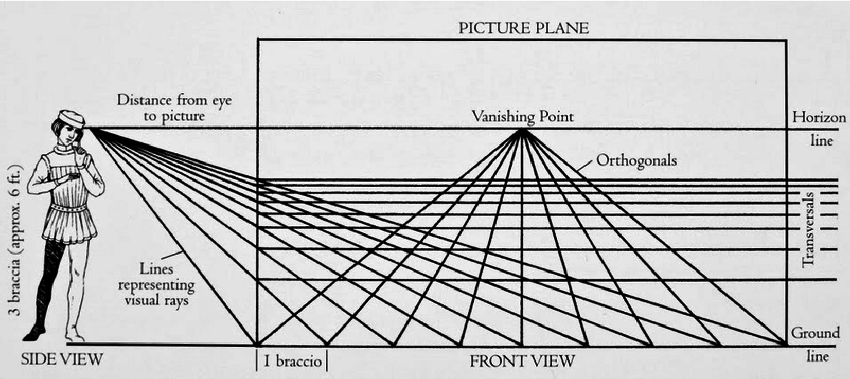 PICTURE PLANE
Distance from eye
to picture
Vanishing Point
Horizon
line
Orthogonals
Transversals
3 braccia (approx. 6 ft.)
Lines
representing
visual rays
Ground
line
SIDE VIEW
1 braccio
FRONT VIEW